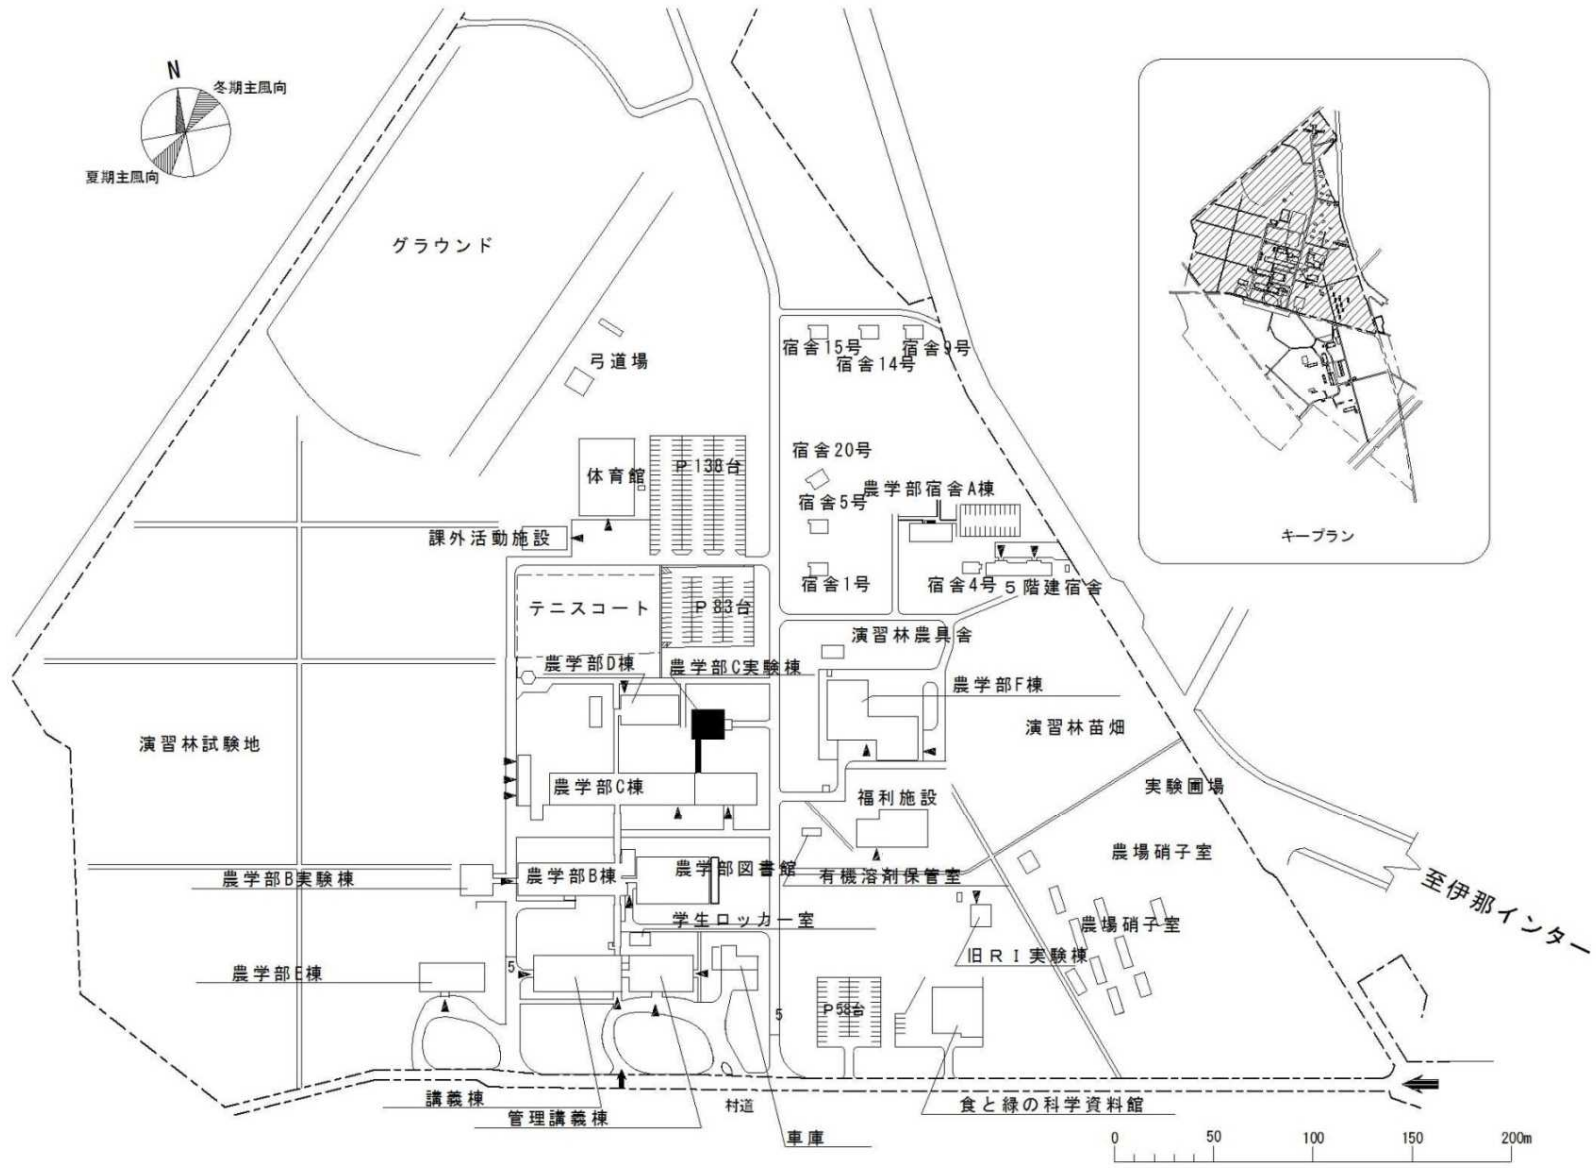 N
冬期主風向
夏期主風向
グラウンド
弓道場
宿舎15号
宿舎14号
宿舎9号
キープラン
体育館
P 138台
宿舎20号
宿舎5号
農学部宿舎A棟
課外活動施設
宿舎1号
宿舎4号
5階建宿舎
テニスコート
P 83台
演習林農具舎
農学部D棟
農学部C実験棟
農学部F棟
演習林試験地
演習林苗畑
農学部C棟
福利施設
実験圃場
農場硝子室
農学部B実験棟
農学部B棟
農学部図書館
有機溶剤保管室
至伊那インター
学生ロッカー室
農場硝子室
旧RI実験棟
農学部E棟
5
5
P 58台
講義棟
管理講義棟
村道
車庫
食と緑の科学資料館
0 50 100 150 200m